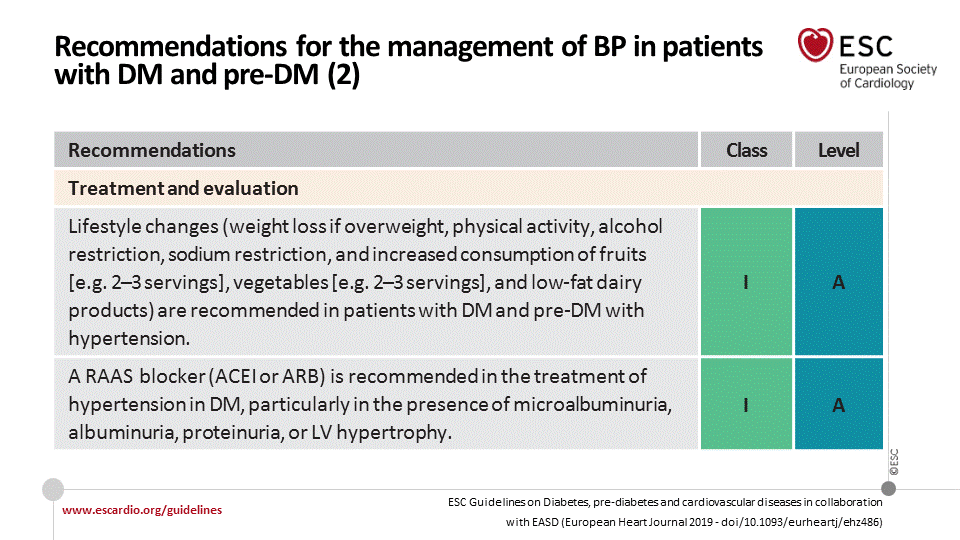 Recommendations for the management of BP in patients
with DM and pre-DM (2)
ESC
European Society
of Cardiology
Recommendations Class Level
Treatment and evaluation
Lifestyle changes (weight loss if overweight, physical activity, alcohol
restriction, sodium restriction, and increased consumption of fruits
[e.g. 2–3 servings], vegetables [e.g. 2–3 servings], and low-fat dairy
products) are recommended in patients with DM and pre-DM with
hypertension.
I A
A RAAS blocker (ACEI or ARB) is recommended in the treatment of
hypertension in DM, particularly in the presence of microalbuminuria,
albuminuria, proteinuria, or LV hypertrophy.
I A
©ESC
www.escardio.org/guidelines
ESC Guidelines on Diabetes, pre-diabetes and cardiovascular diseases in collaboration
with EASD (European Heart Journal 2019 - doi/10.1093/eurheartj/ehz486)